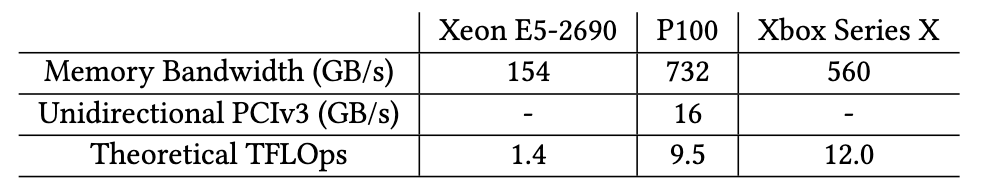 Xeon E5-2690 P100 Xbox Series X
Memory Bandwidth (GB/s) 154 732 560
Unidirectional PCIv3 (GB/s) - 16 -
Theoretical TFLOps 1.4 9.5 12.0